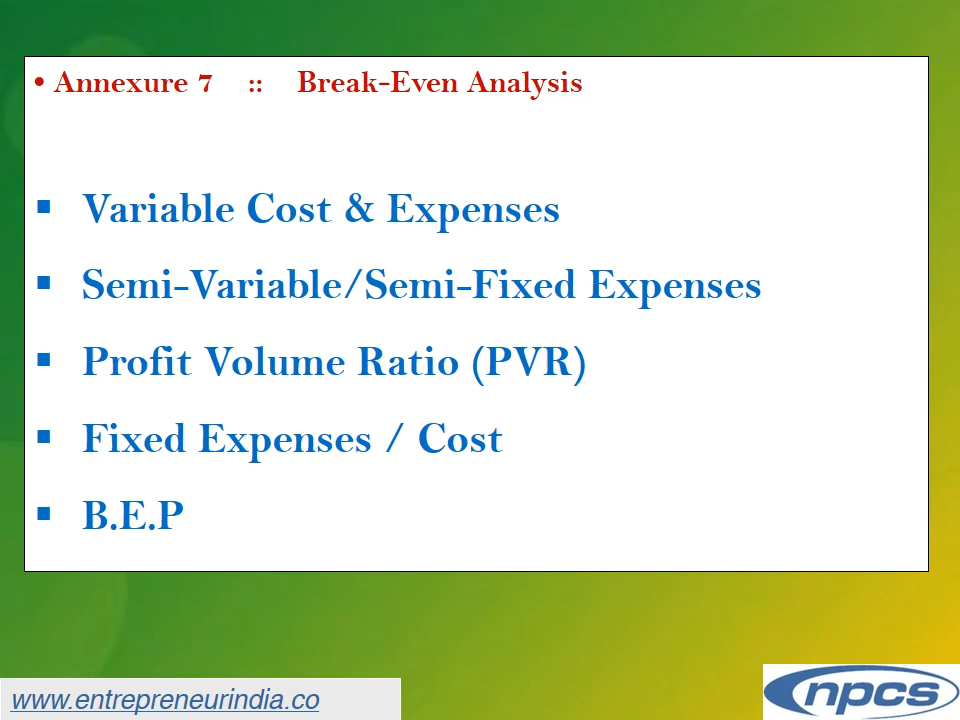 • Annexure 7 :: Break-Even Analysis
▪ Variable Cost & Expenses
▪ Semi-Variable/Semi-Fixed Expenses
▪ Profit Volume Ratio (PVR)
▪ Fixed Expenses / Cost
▪ B.E.P
www.entrepreneurindia.co
npcs